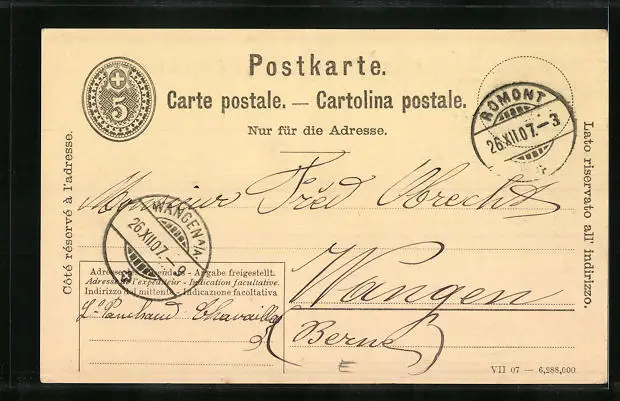 5
Postkarte.
Carte postale. — Cartolina postale.
Nur für die Adresse.
ROMONT
26.XII.07.–3
Côté réservé à l'adresse.
Lato riservato all' indirizzo.
Monsieur Fréd Obrecht
WANGEN A/A.
26.XII.07.
Wangen
(Berne)
Adresse des Absenders - Angabe freigestellt.
Adresse de l'expéditeur - Indication facultative.
Indirizzo del mittente - Indicazione facoltativa
E
VII 07 — 6,288,000